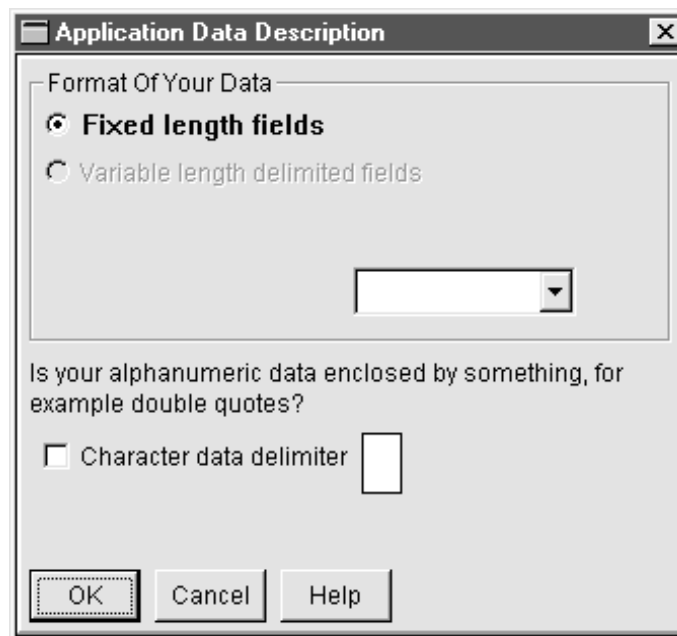 Application Data Description
Format Of Your Data
Fixed length fields
Variable length delimited fields
Is your alphanumeric data enclosed by something, for
example double quotes?
Character data delimiter
OK Cancel Help